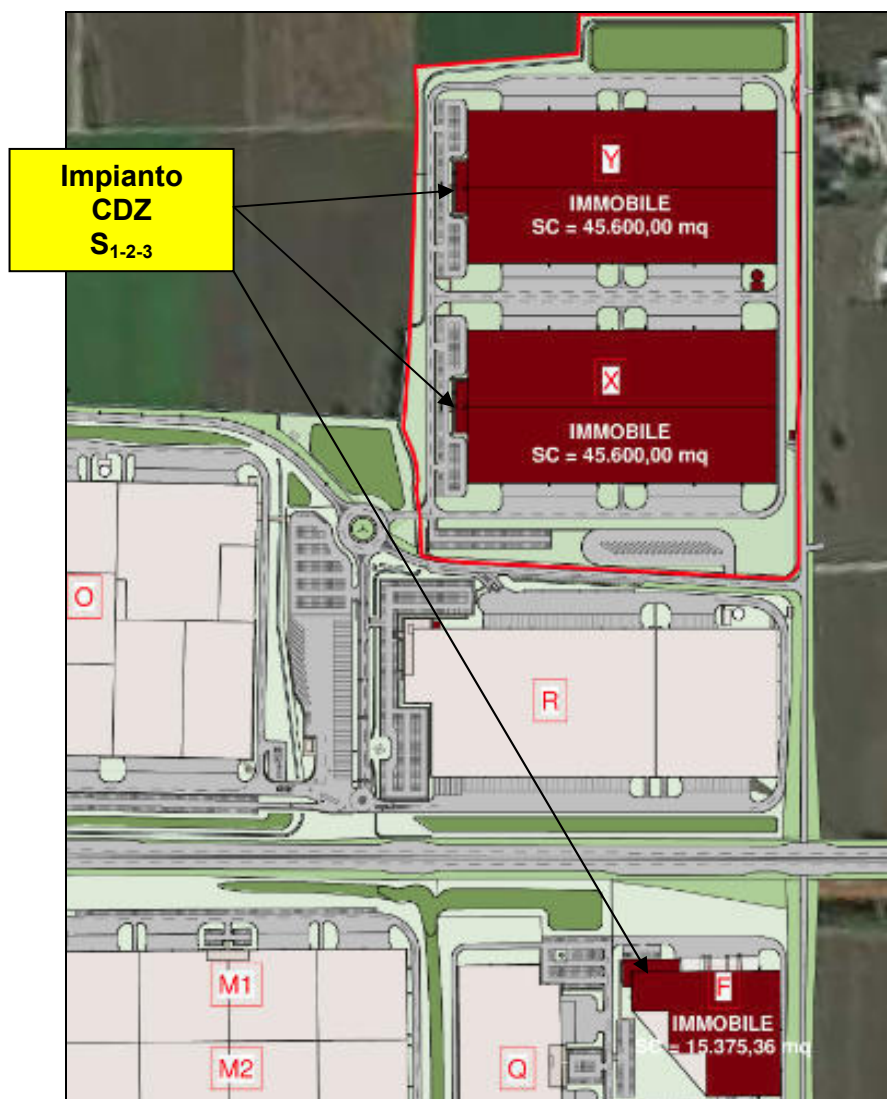 Impianto
CDZ
S1-2-3
Y
IMMOBILE
SC = 45.600,00 mq
X
IMMOBILE
SC = 45.600,00 mq
O
R
M1
F
IMMOBILE
SC = 15.375,36 mq
M2
Q